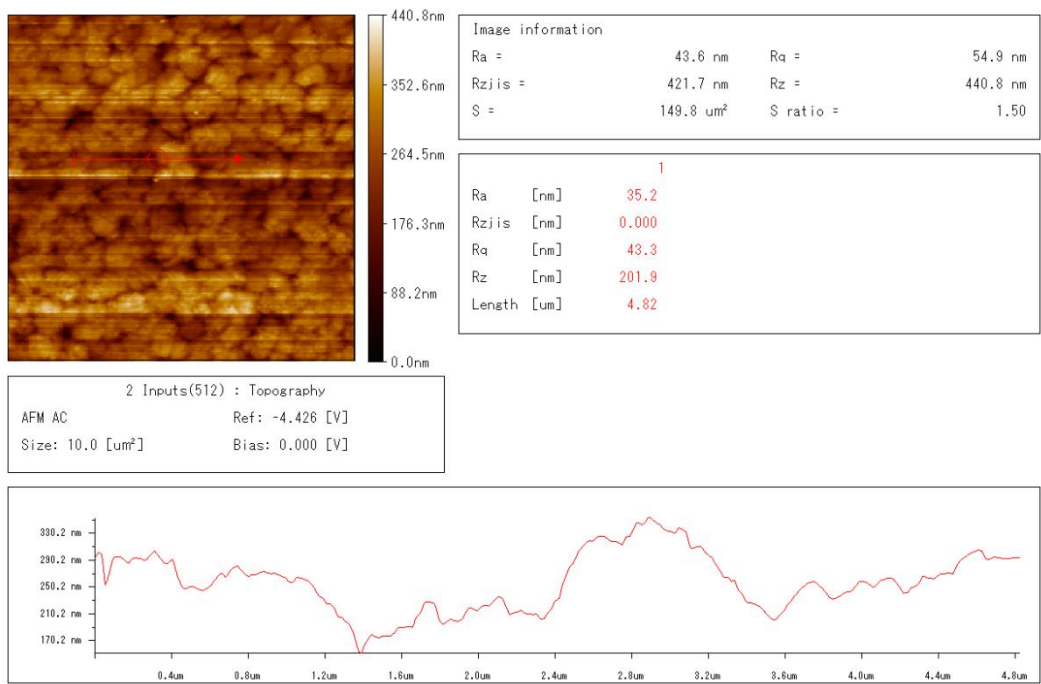 440.8nm
352.6nm
264.5nm
176.3nm
88.2nm
0.0nm
Image information
Ra = 43.6 nm Rq = 54.9 nm
Rzjis = 421.7 nm Rz = 440.8 nm
S = 149.8 um² S ratio = 1.50
1
Ra [nm] 35.2
Rzjis [nm] 0.000
Rq [nm] 43.3
Rz [nm] 201.9
Length [um] 4.82
2 Inputs(512) : Topography
AFM AC Ref: -4.426 [V]
Size: 10.0 [um²] Bias: 0.000 [V]
330.2 nm
290.2 nm
250.2 nm
210.2 nm
170.2 nm
0.4um 0.8um 1.2um 1.6um 2.0um 2.4um 2.8um 3.2um 3.6um 4.0um 4.4um 4.8um